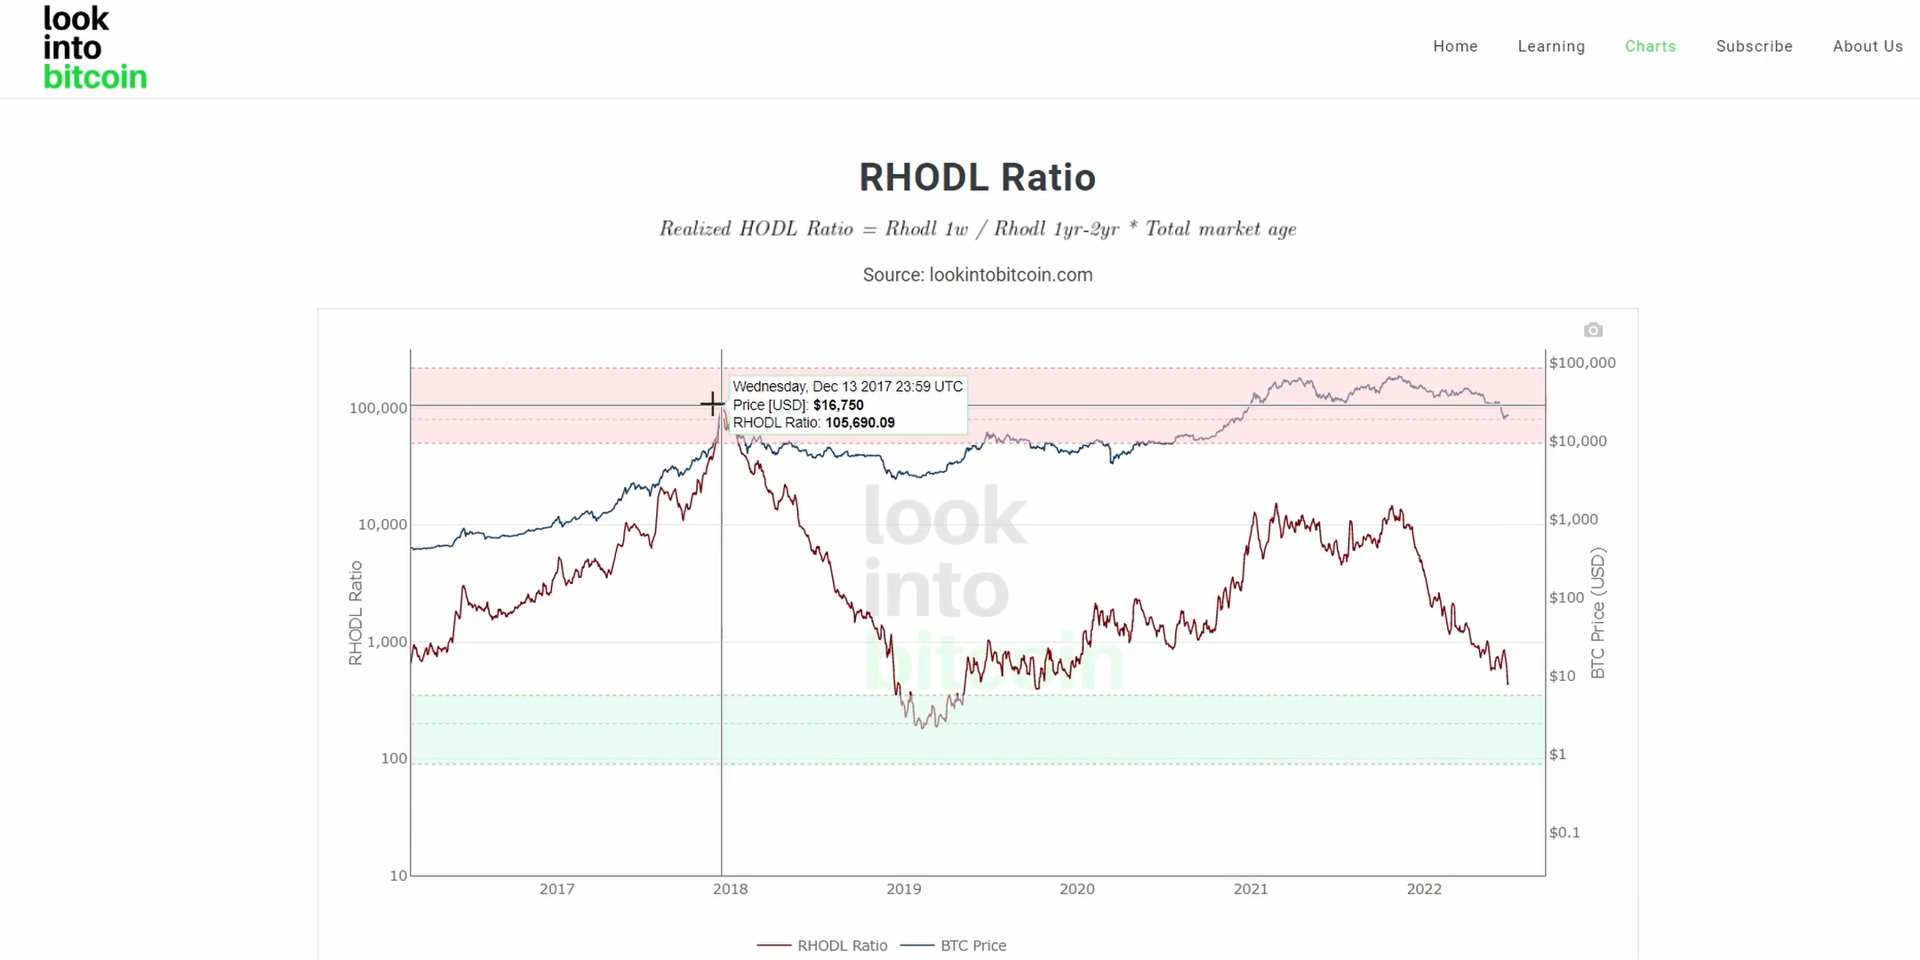 look
into
bitcoin
Home Learning Charts Subscribe About Us
RHODL Ratio
Realized HODL Ratio = Rhodl 1w / Rhodl 1yr-2yr * Total market age
Source: lookintobitcoin.com
Wednesday, Dec 13 2017 23:59 UTC
Price [USD]: $16,750
RHODL Ratio: 105,690.09
100,000
10,000
1,000
100
10
RHODL Ratio
$100,000
$10,000
$1,000
$100
$10
$1
$0.1
BTC Price (USD)
look
into
bitcoin
2017 2018 2019 2020 2021 2022
RHODL Ratio BTC Price